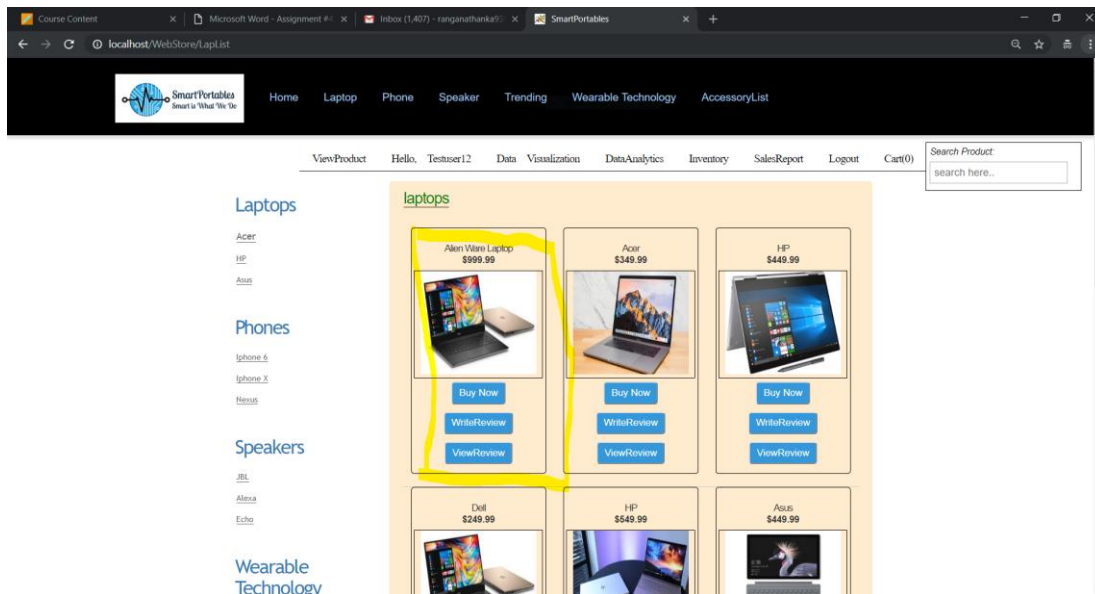 Course Content
Microsoft Word - Assignment #4
Inbox (1,407) - ranganathanka93
SmartPortables
localhost/WebStore/LapList
SmartPortables
Smart is What We Do
Home Laptop Phone Speaker Trending Wearable Technology AccessoryList
ViewProduct Hello, Testuser12 Data Visualization DataAnalytics Inventory SalesReport Logout Cart(0)
Search Product:
search here..
Laptops
Acer
HP
Asus
Phones
Iphone 6
Iphone X
Nexus
Speakers
JBL
Alexa
Echo
Wearable
Technology
laptops
Alien Ware Laptop
$999.99
Buy Now
WriteReview
ViewReview
Acer
$349.99
Buy Now
WriteReview
ViewReview
HP
$449.99
Buy Now
WriteReview
ViewReview
Dell
$249.99
HP
$549.99
Asus
$449.99